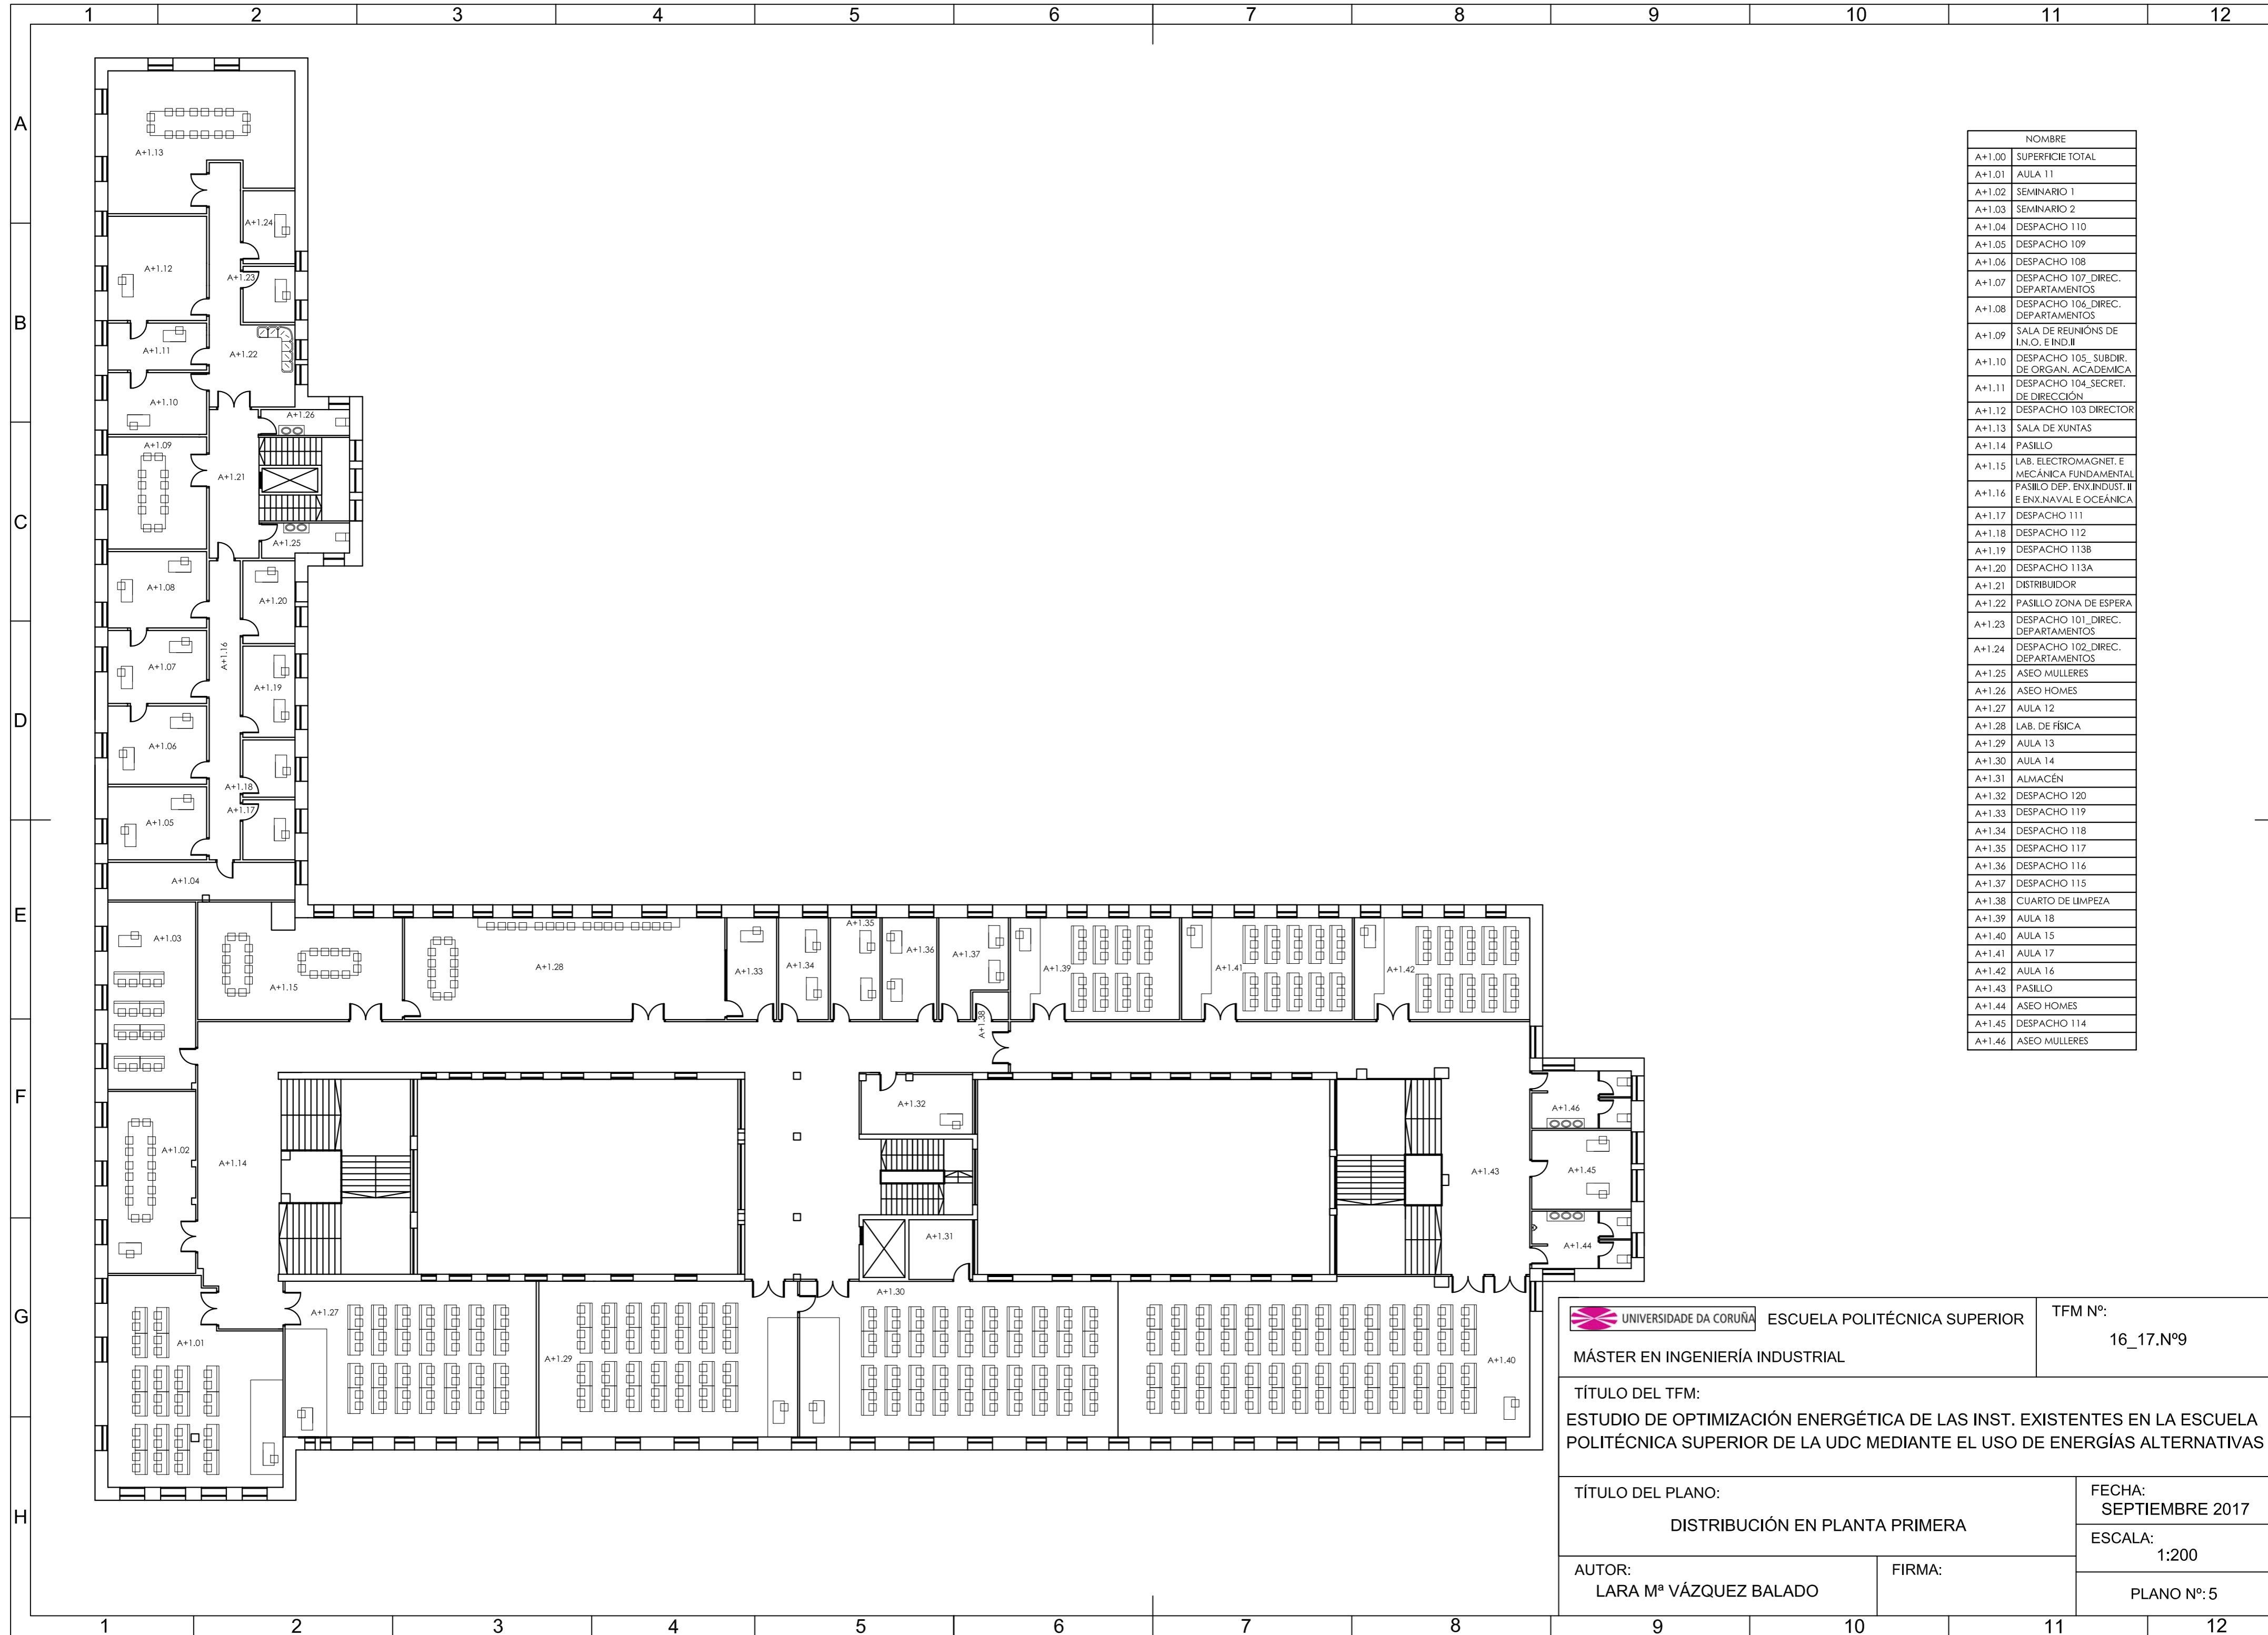 1 2 3 4 5 6 7 8 9 10 11 12
A
B
C
D
E
F
G
H
A+1.13
A+1.24
A+1.12
A+1.23
A+1.11
A+1.22
A+1.10
A+1.26
A+1.09
A+1.21
A+1.25
A+1.08
A+1.20
A+1.16
A+1.07
A+1.19
A+1.06
A+1.18
A+1.17
A+1.05
A+1.04
A+1.03
A+1.15
A+1.28
A+1.33
A+1.34
A+1.35
A+1.36
A+1.37
A+1.38
A+1.39
A+1.41
A+1.42
A+1.32
A+1.46
A+1.02
A+1.14
A+1.43
A+1.45
A+1.31
A+1.44
A+1.01
A+1.27
A+1.29
A+1.30
A+1.40
NOMBRE
A+1.00 SUPERFICIE TOTAL
A+1.01 AULA 11
A+1.02 SEMINARIO 1
A+1.03 SEMINARIO 2
A+1.04 DESPACHO 110
A+1.05 DESPACHO 109
A+1.06 DESPACHO 108
A+1.07 DESPACHO 107_DIREC.
DEPARTAMENTOS
A+1.08 DESPACHO 106_DIREC.
DEPARTAMENTOS
A+1.09 SALA DE REUNIÓNS DE
I.N.O. E IND.II
A+1.10 DESPACHO 105_ SUBDIR.
DE ORGAN. ACADEMICA
A+1.11 DESPACHO 104_SECRET.
DE DIRECCIÓN
A+1.12 DESPACHO 103 DIRECTOR
A+1.13 SALA DE XUNTAS
A+1.14 PASILLO
A+1.15 LAB. ELECTROMAGNET. E
MECÁNICA FUNDAMENTAL
A+1.16 PASIILO DEP. ENX.INDUST. II
E ENX.NAVAL E OCEÁNICA
A+1.17 DESPACHO 111
A+1.18 DESPACHO 112
A+1.19 DESPACHO 113B
A+1.20 DESPACHO 113A
A+1.21 DISTRIBUIDOR
A+1.22 PASILLO ZONA DE ESPERA
A+1.23 DESPACHO 101_DIREC.
DEPARTAMENTOS
A+1.24 DESPACHO 102_DIREC.
DEPARTAMENTOS
A+1.25 ASEO MULLERES
A+1.26 ASEO HOMES
A+1.27 AULA 12
A+1.28 LAB. DE FÍSICA
A+1.29 AULA 13
A+1.30 AULA 14
A+1.31 ALMACÉN
A+1.32 DESPACHO 120
A+1.33 DESPACHO 119
A+1.34 DESPACHO 118
A+1.35 DESPACHO 117
A+1.36 DESPACHO 116
A+1.37 DESPACHO 115
A+1.38 CUARTO DE LIMPEZA
A+1.39 AULA 18
A+1.40 AULA 15
A+1.41 AULA 17
A+1.42 AULA 16
A+1.43 PASILLO
A+1.44 ASEO HOMES
A+1.45 DESPACHO 114
A+1.46 ASEO MULLERES
UNIVERSIDADE DA CORUÑA ESCUELA POLITÉCNICA SUPERIOR
MÁSTER EN INGENIERÍA INDUSTRIAL
TFM Nº:
16_17.Nº9
TÍTULO DEL TFM:
ESTUDIO DE OPTIMIZACIÓN ENERGÉTICA DE LAS INST. EXISTENTES EN LA ESCUELA
POLITÉCNICA SUPERIOR DE LA UDC MEDIANTE EL USO DE ENERGÍAS ALTERNATIVAS
TÍTULO DEL PLANO:
DISTRIBUCIÓN EN PLANTA PRIMERA
FECHA:
SEPTIEMBRE 2017
ESCALA:
1:200
AUTOR:
LARA Mª VÁZQUEZ BALADO
FIRMA:
PLANO Nº: 5
1 2 3 4 5 6 7 8 9 10 11 12